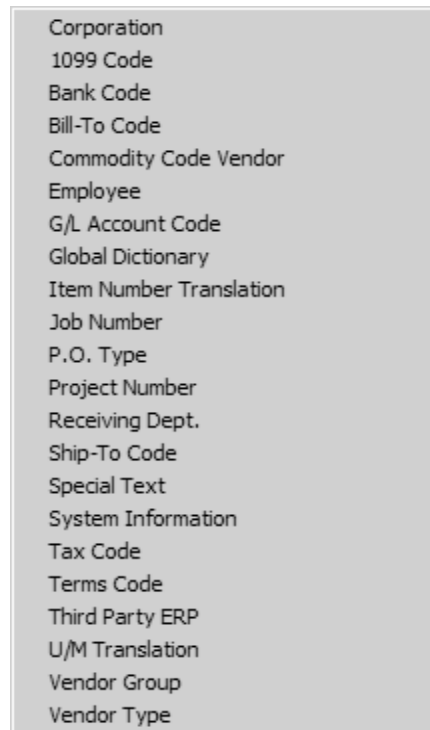 Corporation
1099 Code
Bank Code
Bill-To Code
Commodity Code Vendor
Employee
G/L Account Code
Global Dictionary
Item Number Translation
Job Number
P.O. Type
Project Number
Receiving Dept.
Ship-To Code
Special Text
System Information
Tax Code
Terms Code
Third Party ERP
U/M Translation
Vendor Group
Vendor Type